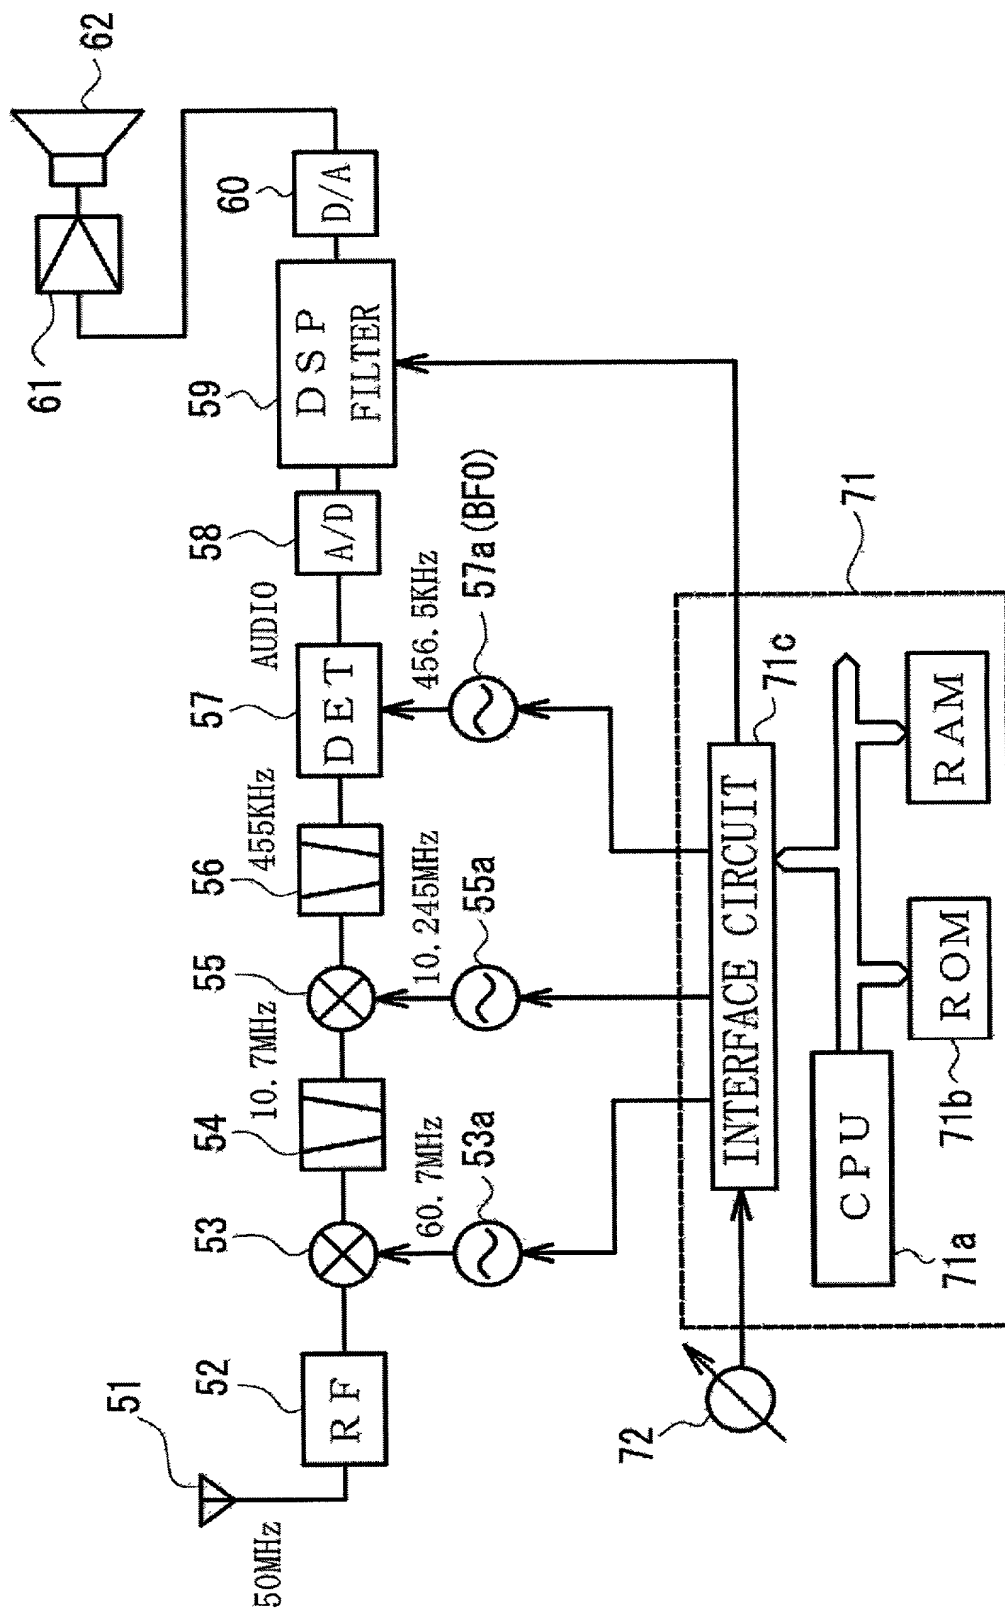 62
61
60
D/A
59
DSP
FILTER
58
A/D
AUDIO
57
DET
57a(BFO)
456.5KHz
455KHz
56
55
10.245MHz
55a
10.7MHz
54
53
60.7MHz
53a
52
RF
51
50MHz
71
71c
INTERFACE CIRCUIT
RAM
ROM
71b
CPU
71a
72